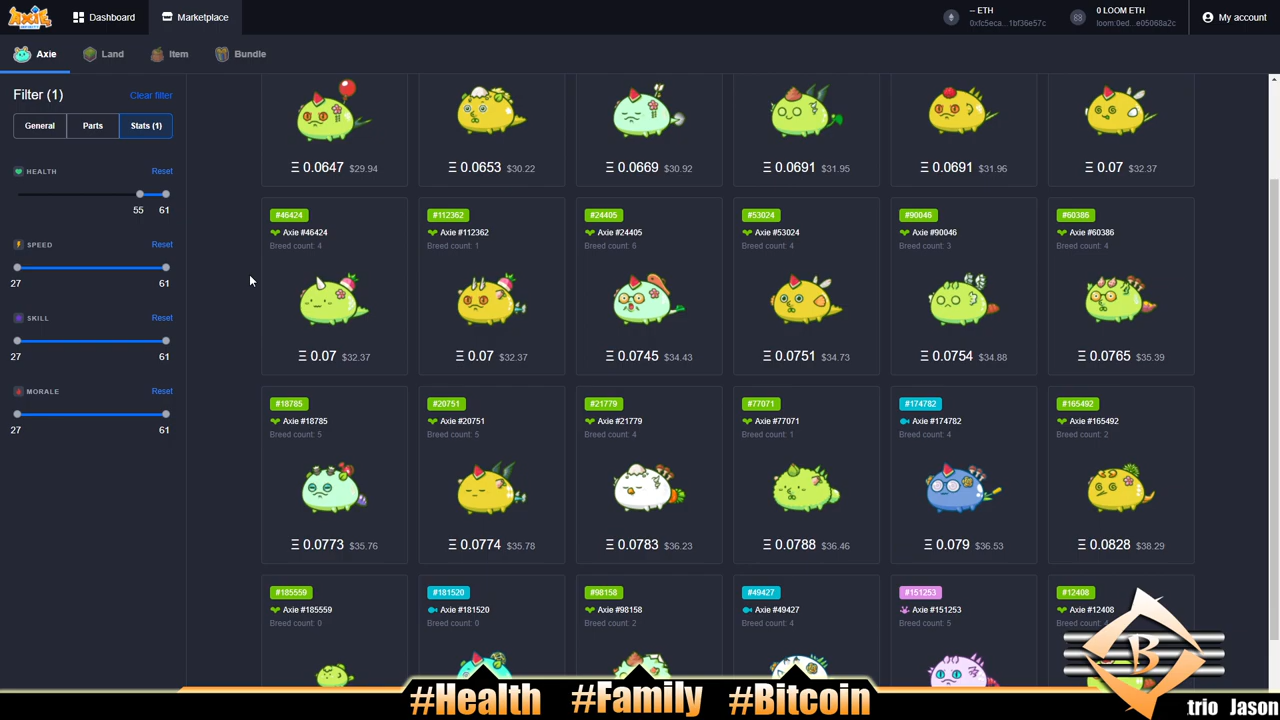 AXIE
INFINITY
Dashboard
Marketplace
-- ETH
0xfc5eca...1bf36e57c
0 LOOM ETH
loom:0ed...e05068a2c
My account
Axie
Land
Item
Bundle
Filter (1)
Clear filter
General
Parts
Stats (1)
HEALTH
Reset
55 61
SPEED
Reset
27 61
SKILL
Reset
27 61
MORALE
Reset
27 61
Ξ 0.0647 $29.94
Ξ 0.0653 $30.22
Ξ 0.0669 $30.92
Ξ 0.0691 $31.95
Ξ 0.0691 $31.96
Ξ 0.07 $32.37
#46424
Axie #46424
Breed count: 4
Ξ 0.07 $32.37
#112362
Axie #112362
Breed count: 1
Ξ 0.07 $32.37
#24405
Axie #24405
Breed count: 6
Ξ 0.0745 $34.43
#53024
Axie #53024
Breed count: 4
Ξ 0.0751 $34.73
#90046
Axie #90046
Breed count: 3
Ξ 0.0754 $34.88
#60386
Axie #60386
Breed count: 4
Ξ 0.0765 $35.39
#18785
Axie #18785
Breed count: 5
Ξ 0.0773 $35.76
#20751
Axie #20751
Breed count: 5
Ξ 0.0774 $35.78
#21779
Axie #21779
Breed count: 4
Ξ 0.0783 $36.23
#77071
Axie #77071
Breed count: 1
Ξ 0.0788 $36.46
#174782
Axie #174782
Breed count: 4
Ξ 0.079 $36.53
#165492
Axie #165492
Breed count: 2
Ξ 0.0828 $38.29
#185559
Axie #185559
Breed count: 0
#181520
Axie #181520
Breed count: 0
#98158
Axie #98158
Breed count: 2
#49427
Axie #49427
Breed count: 4
#151253
Axie #151253
Breed count: 5
#12408
Axie #12408
Breed count:
B
#Health #Family #Bitcoin
trio Jason